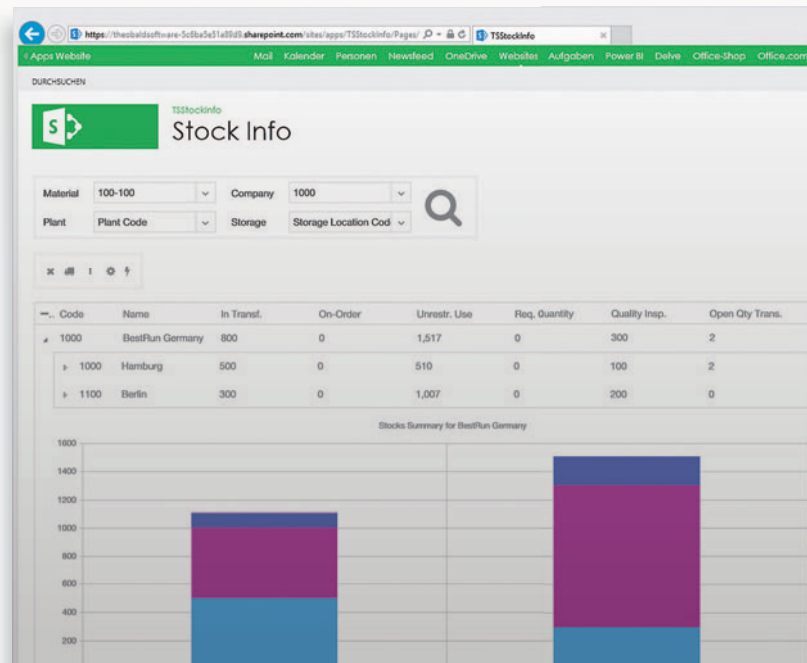 https://theobaldsoftware-5c6ba5e51a89d9.sharepoint.com/sites/apps/TSStockInfo/Pages/ TSStockInfo
Apps Website Mail Kalender Personen Newsfeed OneDrive Websites Aufgaben Power BI Delve Office-Shop Office.com
DURCHSUCHEN
TSStockInfo
S
Stock Info
Material 100-100 Company 1000
Plant Plant Code Storage Storage Location Cod
Code Name In Transf. On-Order Unrestr. Use Req. Quantity Quality Insp. Open Qty Trans.
1000 BestRun Germany 800 0 1,517 0 300 2
1000 Hamburg 500 0 510 0 100 2
1100 Berlin 300 0 1,007 0 200 0
Stocks Summary for BestRun Germany
1600
1400
1200
1000
800
600
400
200